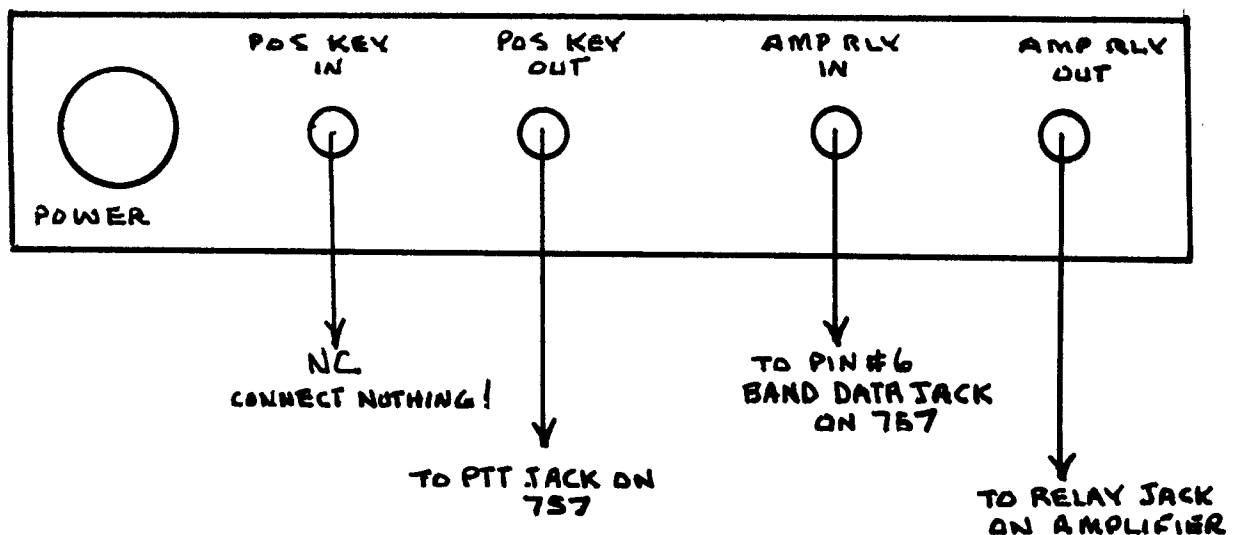 POS KEY
IN
POS KEY
OUT
AMP RLY
IN
AMP RLY
OUT
POWER
NC
CONNECT NOTHING!
TO PTT JACK ON
757
TO PIN #6
BAND DATA JACK
ON 757
TO RELAY JACK
ON AMPLIFIER